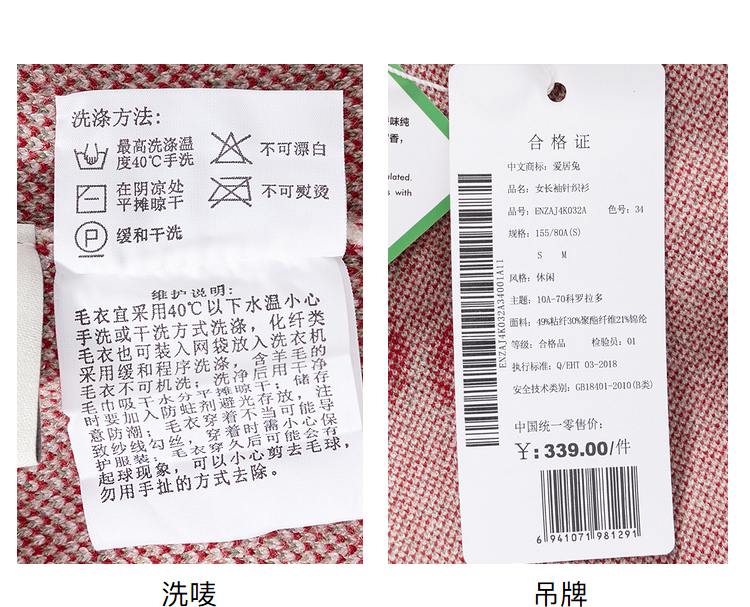 洗涤方法:
最高洗涤温
度40℃手洗
不可漂白
在阴凉处
平摊晾干
不可熨烫
P
缓和干洗
维护说明:
毛衣宜采用40℃以下水温小心
手洗或干洗方式洗涤,化纤类
毛衣也可装入网袋放入洗衣机
采用缓和程序洗涤,含羊毛的
毛衣不可机洗;洗净后用干净
毛巾吸干水分平摊晾干;储存
时要加入防蛀剂避光存放,注
意防潮;毛衣穿着不当可能导
致纱线勾丝,穿着时需小心保
护服装;毛衣穿久后可能会有
起球现象,可以小心剪去毛球,
勿用手扯的方式去除。
洗唛
味纯
香,
ulated.
s with
合格证
中文商标: 爱居兔
品名: 女长袖针织衫
品号: ENZAJ4K032A 色号: 34
规格: 155/80A(S)
S M
风格: 休闲
主题: 10A-70科罗拉多
面料: 49%粘纤30%聚酯纤维21%锦纶
等级: 合格品 检验员: 01
执行标准: Q/EHT 03-2018
安全技术类别: GB18401-2010(B类)
ENZAJ4K032A34001A11
中国统一零售价:
¥: 339.00/件
6 941071 981291
吊牌